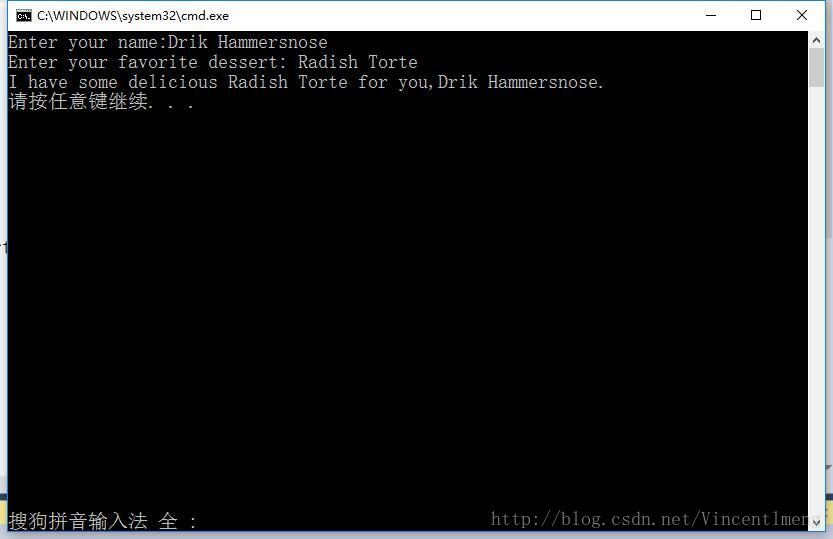 C:\WINDOWS\system32\cmd.exe
Enter your name:Drik Hammersnose
Enter your favorite dessert: Radish Torte
I have some delicious Radish Torte for you,Drik Hammersnose.
请按任意键继续. . .
搜狗拼音输入法 全 :
http://blog.csdn.net/Vincentlmeng